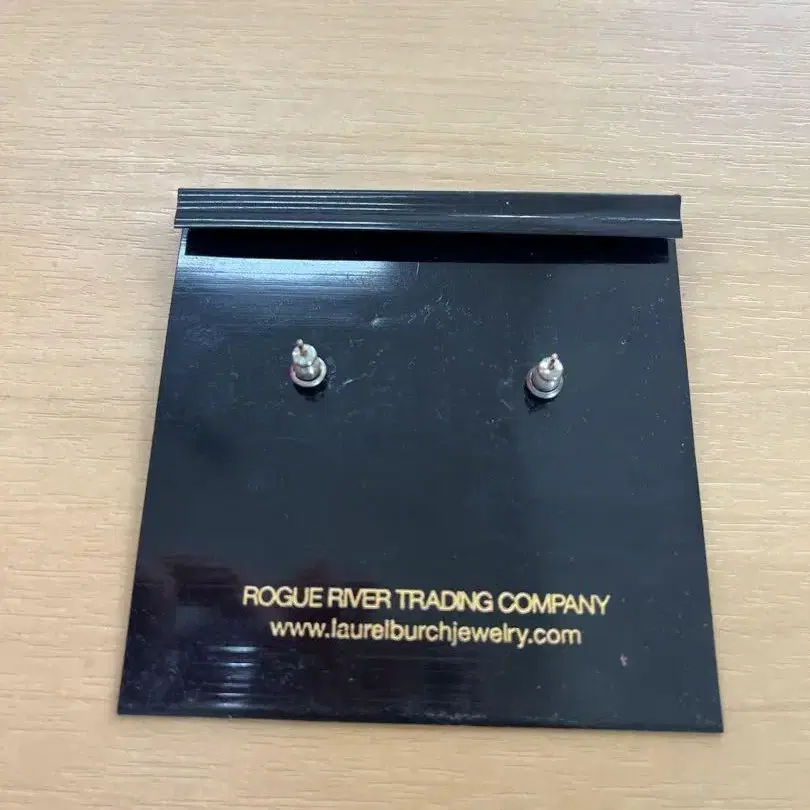 ROGUE RIVER TRADING COMPANY
www.laurelburchjewelry.com